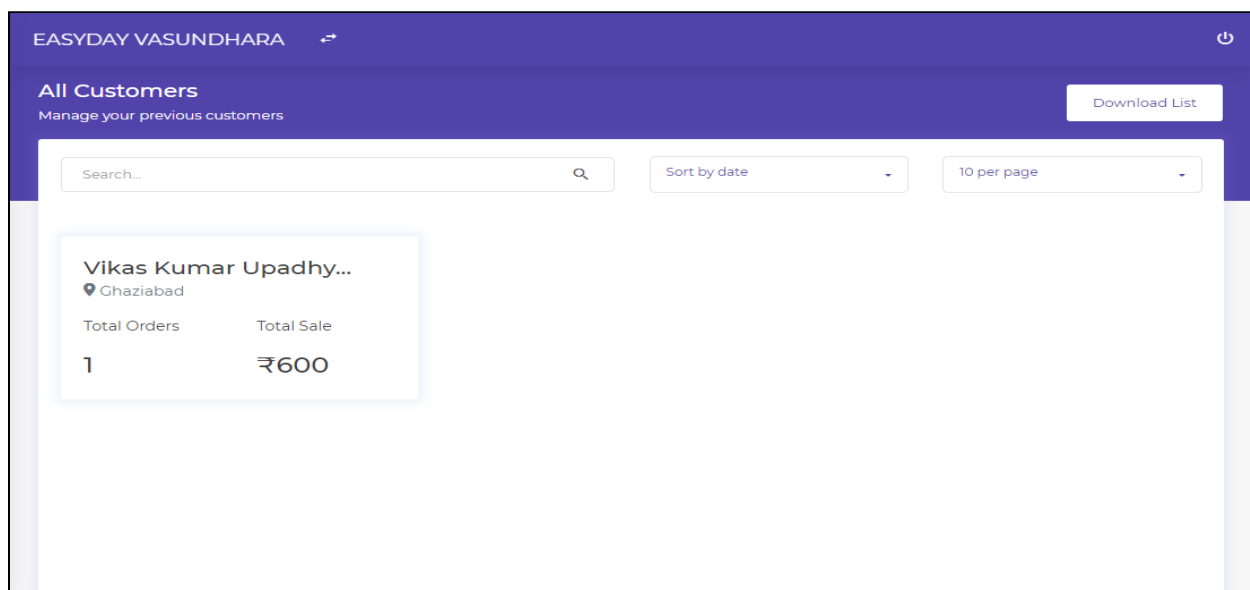 EASYDAY VASUNDHARA
All Customers
Manage your previous customers
Download List
Search...
Sort by date
10 per page
Vikas Kumar Upadhy...
Ghaziabad
Total Orders Total Sale
1 ₹600